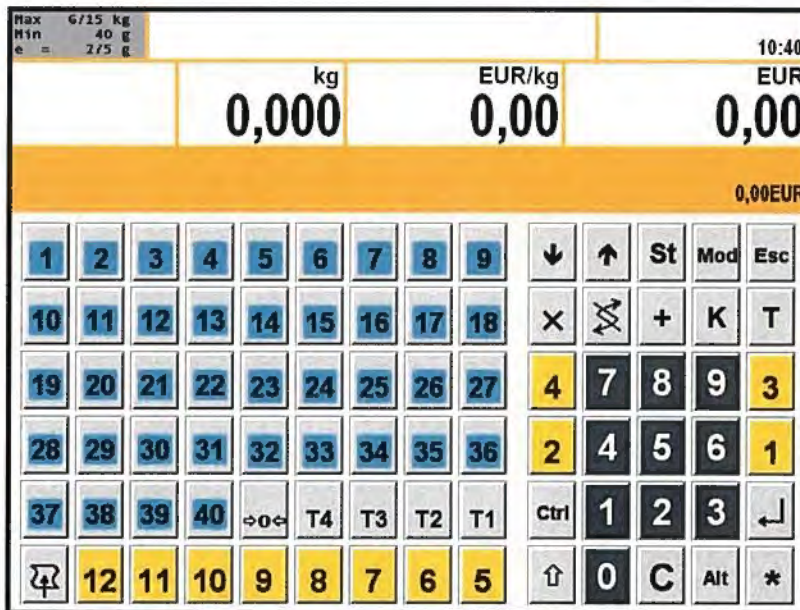 Max 6/15 kg
Min 40 g
e = 2/5 g
10:40
kg EUR/kg EUR
0,000 0,00 0,00
0,00EUR
1 2 3 4 5 6 7 8 9 ↓ ↑ St Mod Esc
10 11 12 13 14 15 16 17 18 × + K T
19 20 21 22 23 24 25 26 27 4 7 8 9 3
28 29 30 31 32 33 34 35 36 2 4 5 6 1
37 38 39 40 ⇨0⇦ T4 T3 T2 T1 Ctrl 1 2 3 ↵
12 11 10 9 8 7 6 5 ⇧ 0 C Alt *